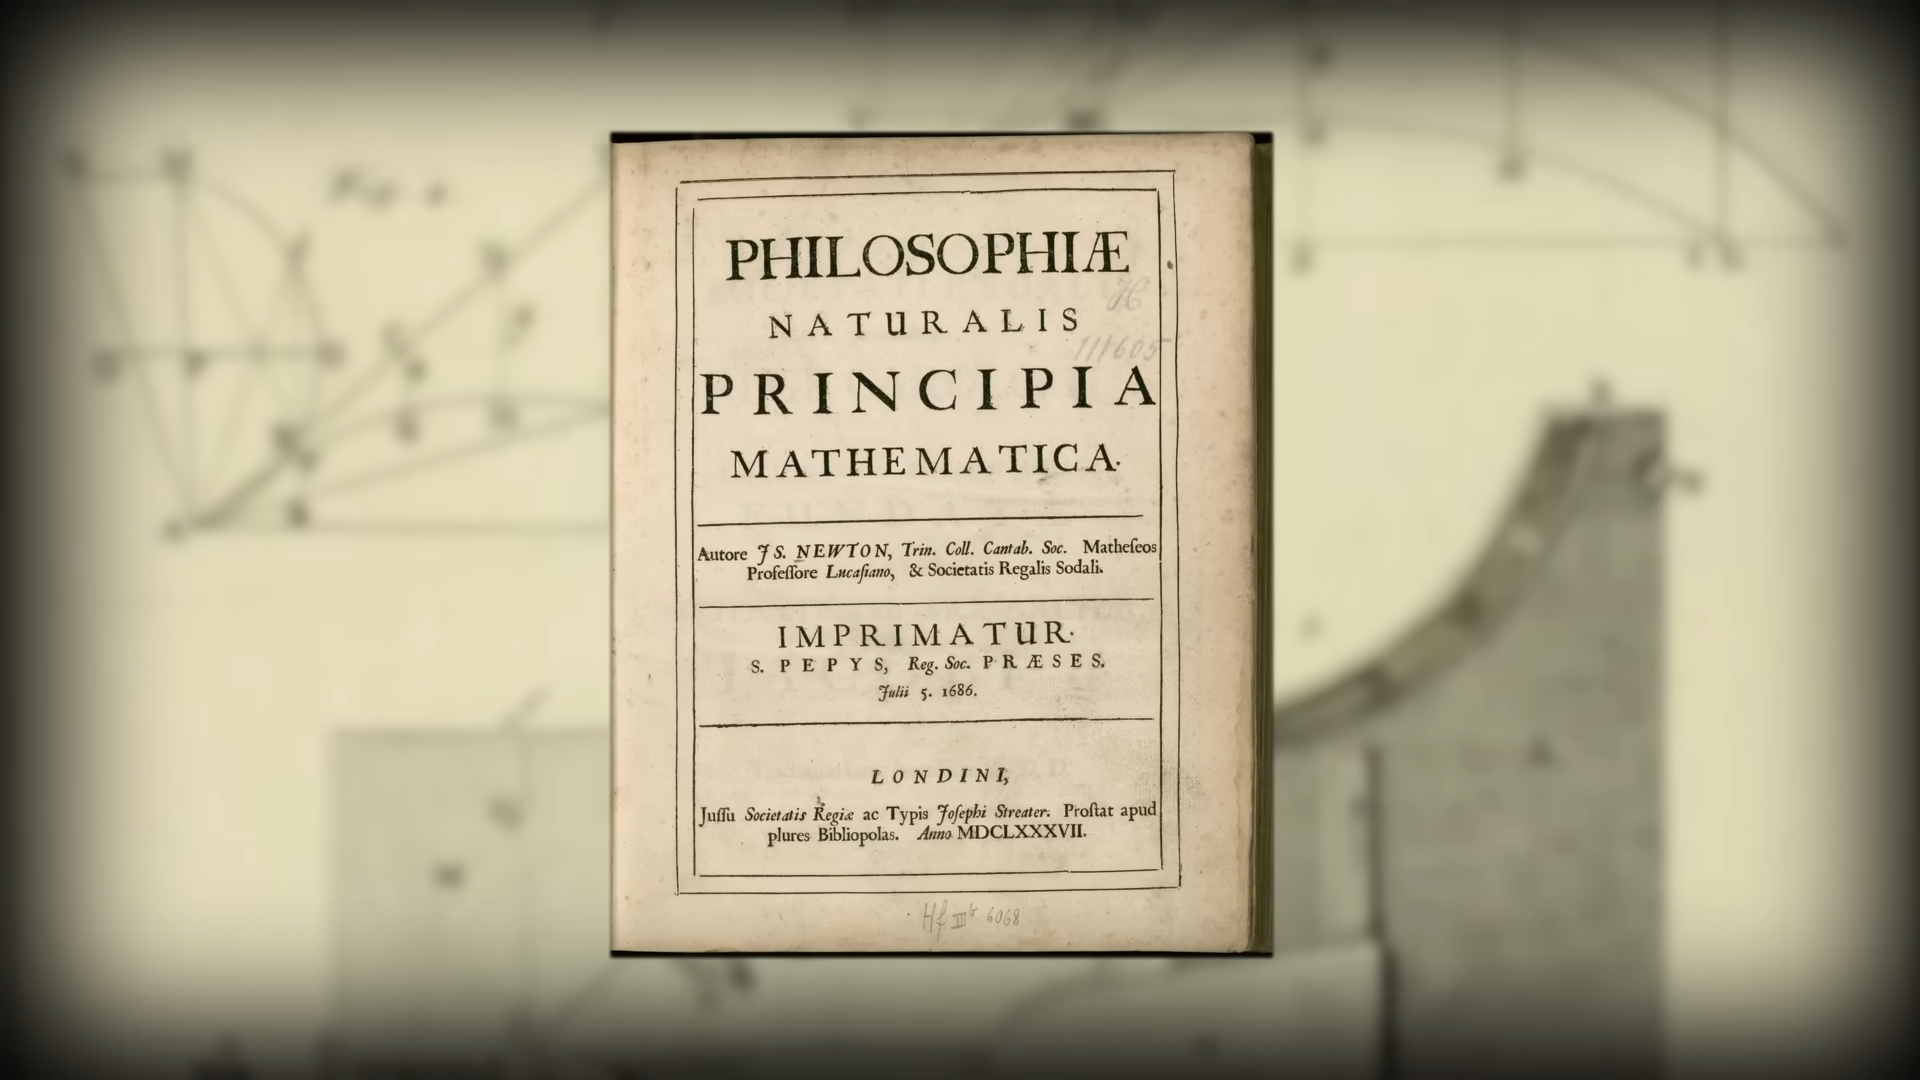 PHILOSOPHIÆ
NATURALIS
PRINCIPIA
MATHEMATICA.
Autore JS. NEWTON, Trin. Coll. Cantab. Soc. Matheſeos
Profeſſore Lucaſiano, & Societatis Regalis Sodali.
IMPRIMATUR.
S. PEPYS, Reg. Soc. PRÆSES.
Julii 5. 1686.
LONDINI,
Juſſu Societatis Regiæ ac Typis Joſephi Streater. Proſtat apud
plures Bibliopolas. Anno MDCLXXXVII.
111605
6068